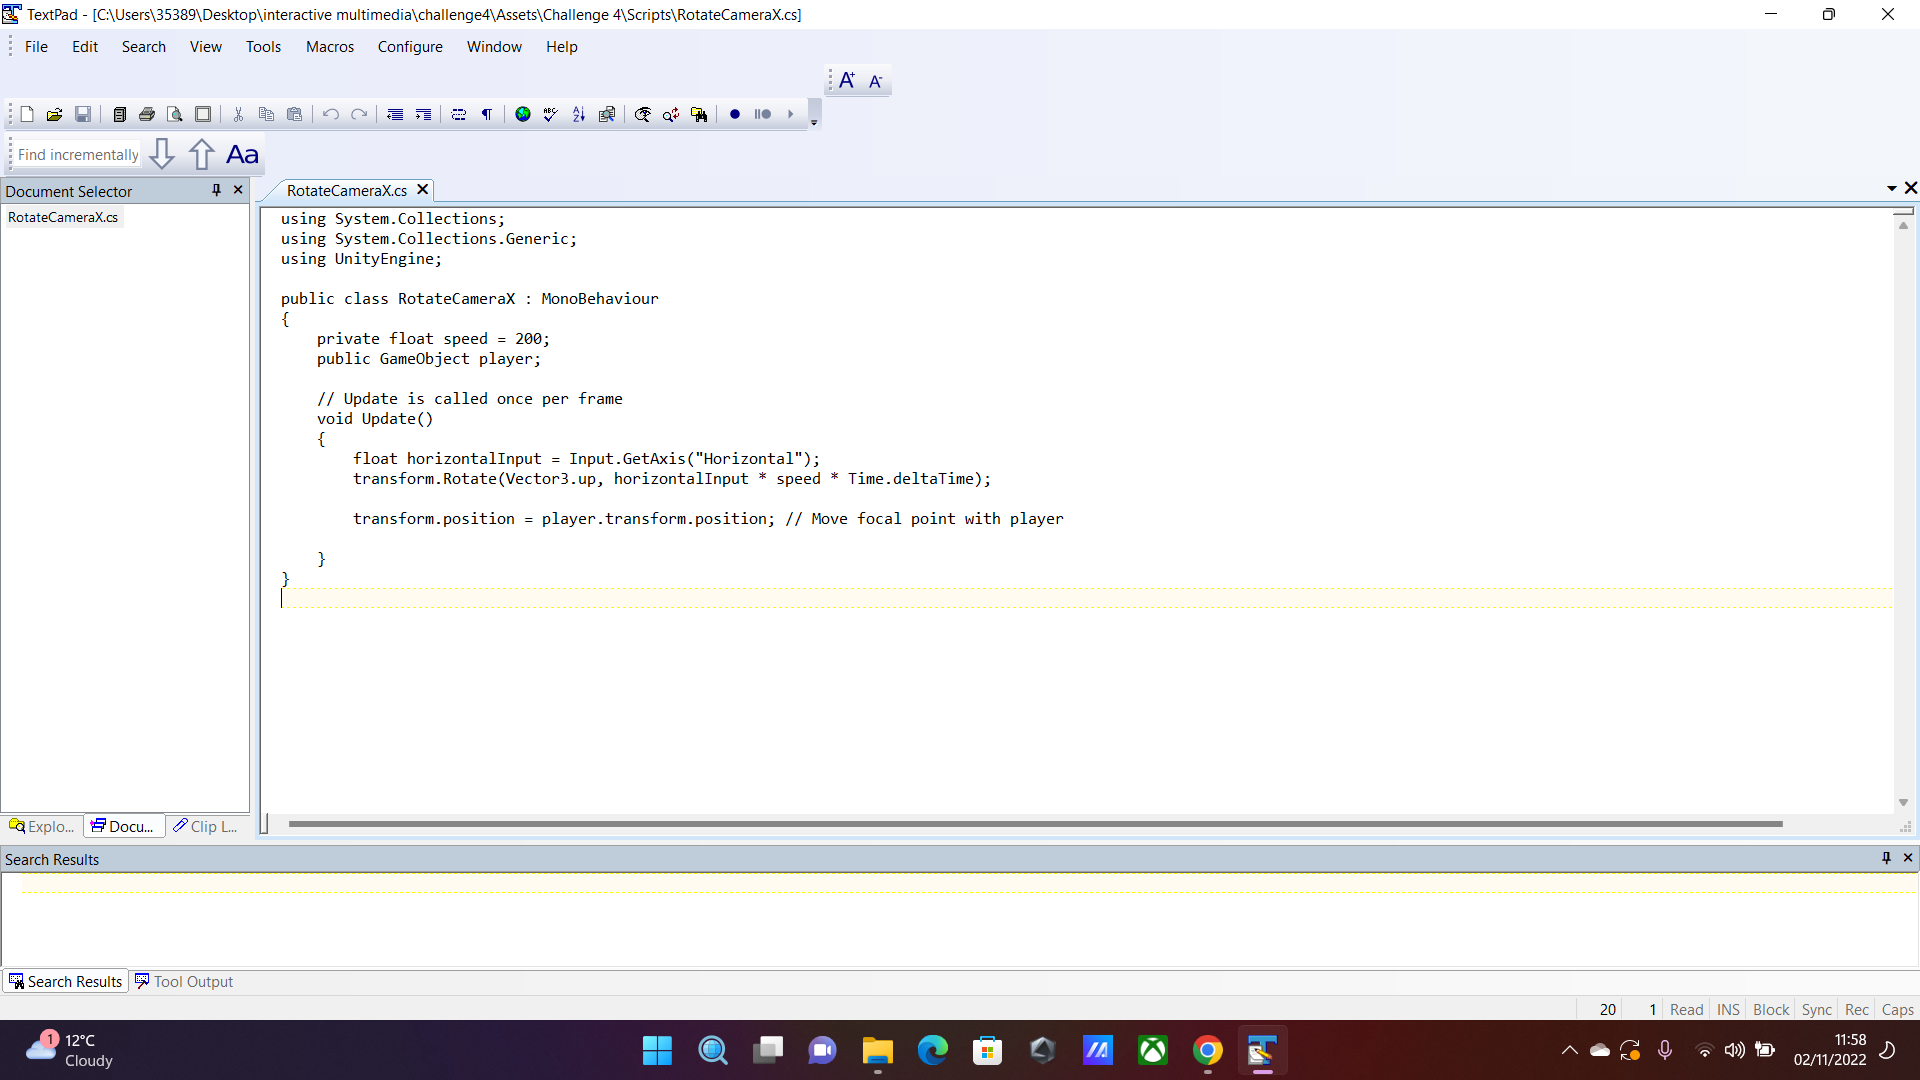 TextPad - [C:\Users\35389\Desktop\interactive multimedia\challenge4\Assets\Challenge 4\Scripts\RotateCameraX.cs]
File Edit Search View Tools Macros Configure Window Help
A+ A-
Find incrementally Aa
Document Selector
RotateCameraX.cs
RotateCameraX.cs
using System.Collections;
using System.Collections.Generic;
using UnityEngine;
public class RotateCameraX : MonoBehaviour
{
    private float speed = 200;
    public GameObject player;
    // Update is called once per frame
    void Update()
    {
        float horizontalInput = Input.GetAxis("Horizontal");
        transform.Rotate(Vector3.up, horizontalInput * speed * Time.deltaTime);
        transform.position = player.transform.position; // Move focal point with player
    }
}
Explo... Docu... Clip L...
Search Results
Search Results Tool Output
20 1 Read INS Block Sync Rec Caps
1
12°C
Cloudy
11:58
02/11/2022